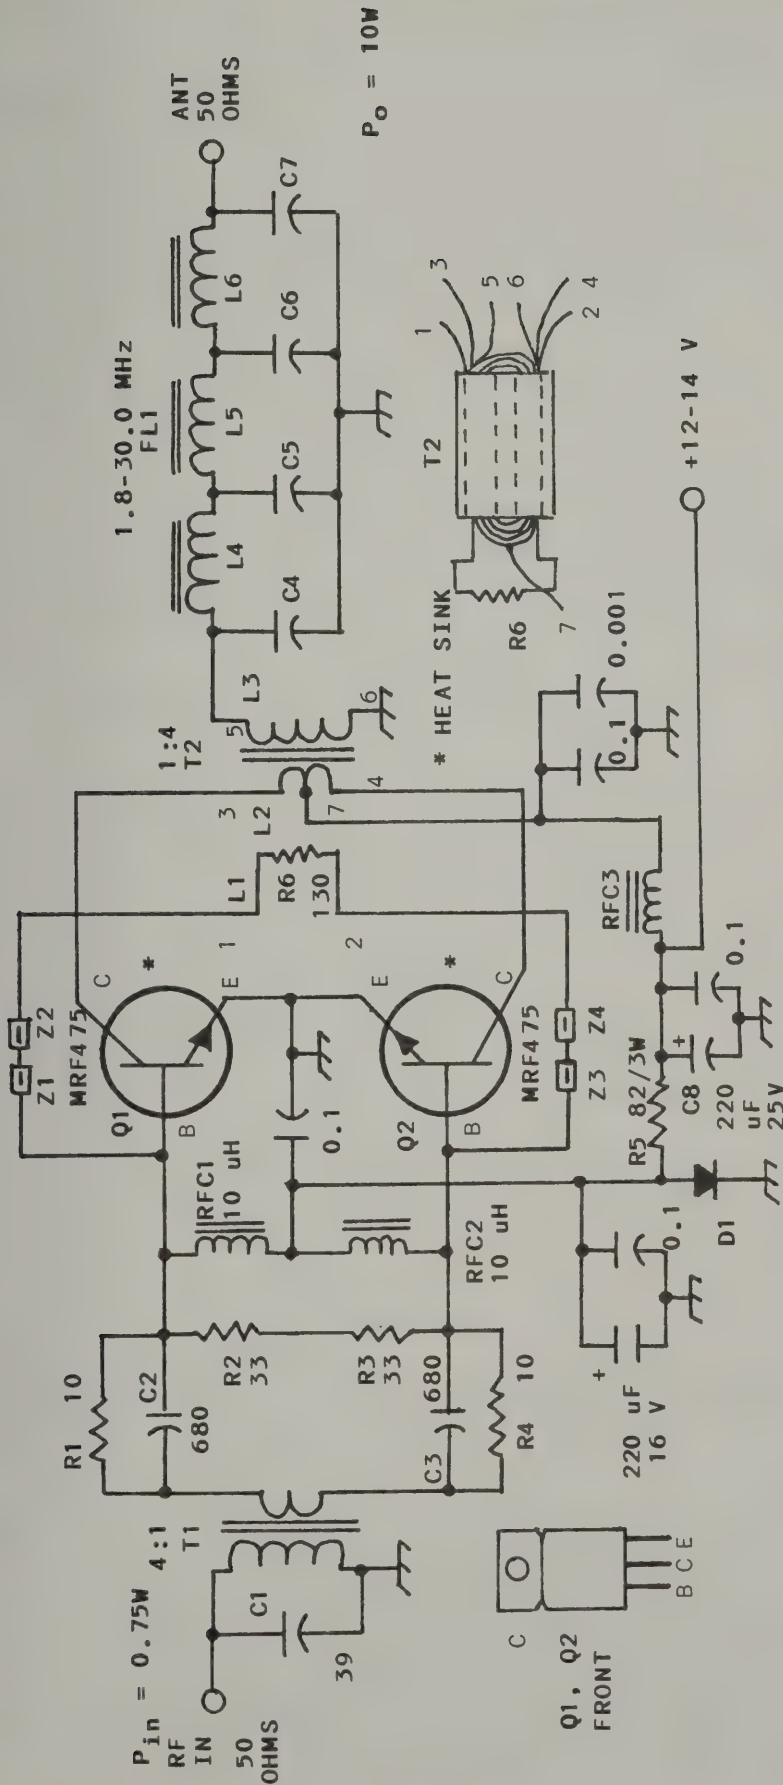 P_in = 0.75W
RF
IN
50
OHMS
C1
39
4:1
T1
R1 10
C2
680
R2
33
R3
33
680
C3
R4 10
RFC1
10 uH
RFC2
10 uH
B
Q1
MRF475
C
*
E
Z1 Z2
0.1
B
Q2
MRF475
C
*
E
Z3 Z4
1
L1
R6
130
2
1:4
T2
3
L2
7
4
5
L3
6
1.8-30.0 MHz
FL1
L4
L5
L6
C4
C5
C6
C7
ANT
50
OHMS
P_o = 10W
* HEAT SINK
T2
R6
7
1
3
5
6
2
4
0.1
0.001
RFC3
+12-14 V
0.1
+
C8
220
uF
25V
R5 82/3W
D1
0.1
+
220 uF
16 V
C
Q1, Q2
FRONT
B C E